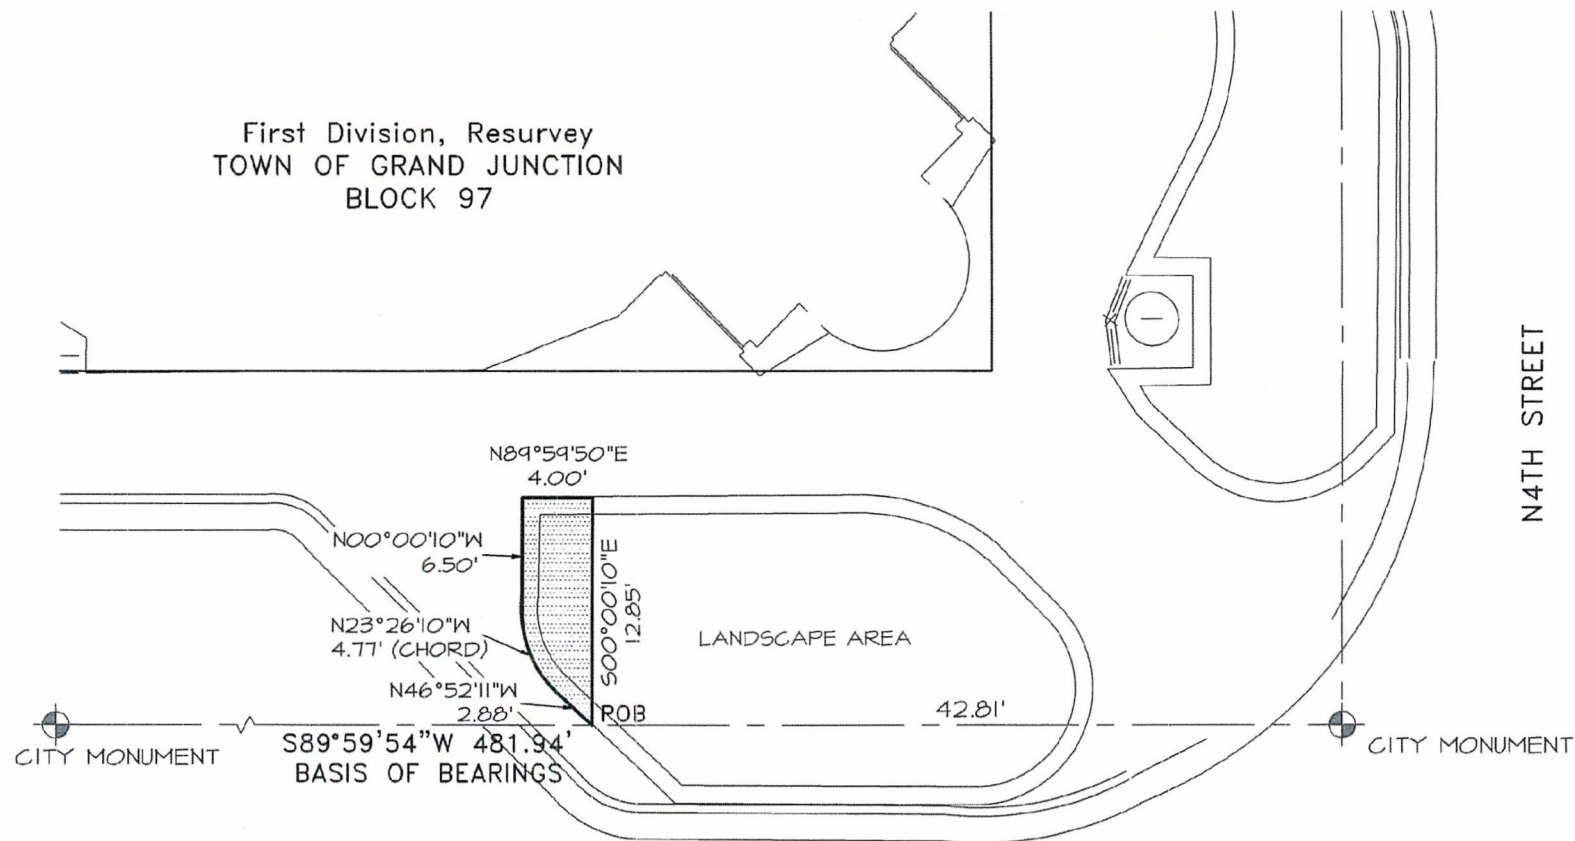 First Division, Resurvey
TOWN OF GRAND JUNCTION
BLOCK 97
N4TH STREET
N89°59'50"E
4.00'
N00°00'10"W
6.50'
S00°00'10"E
12.85'
N23°26'10"W
4.77' (CHORD)
LANDSCAPE AREA
N46°52'11"W
2.88'
POB
42.81'
CITY MONUMENT
S89°59'54"W 481.94'
BASIS OF BEARINGS
CITY MONUMENT